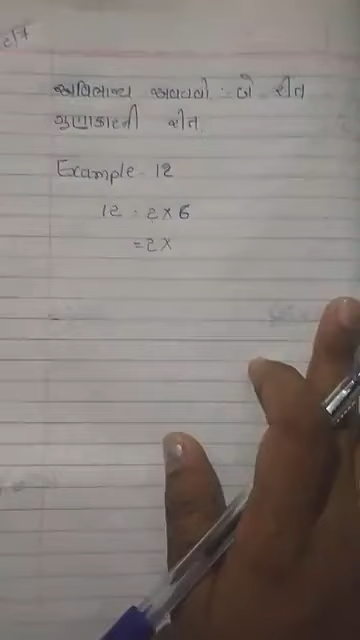 અવિભાજ્ય અવયવો :- બે રીત
ગુણાકારની રીત
Example - 12
12 = 2 × 6
= 2 ×